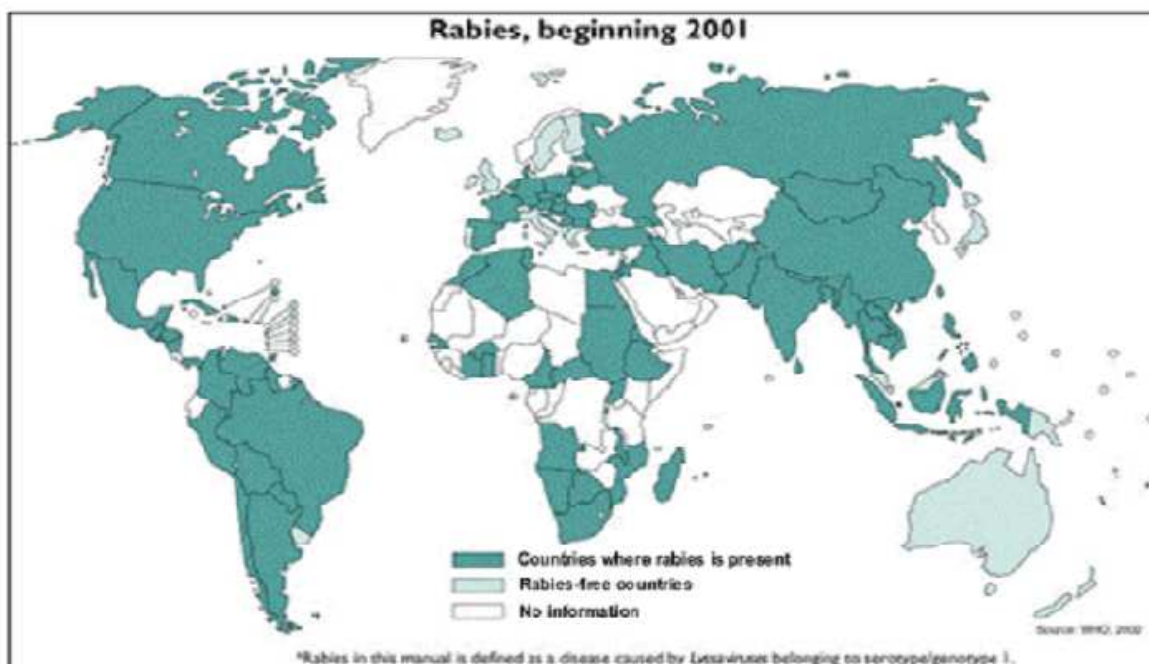 Rabies, beginning 2001
Countries where rabies is present
Rabies-free countries
No information
Source: WHO, 2002
*Rabies in this manual is defined as a disease caused by Lyssaviruses belonging to serotype/genotype 1.